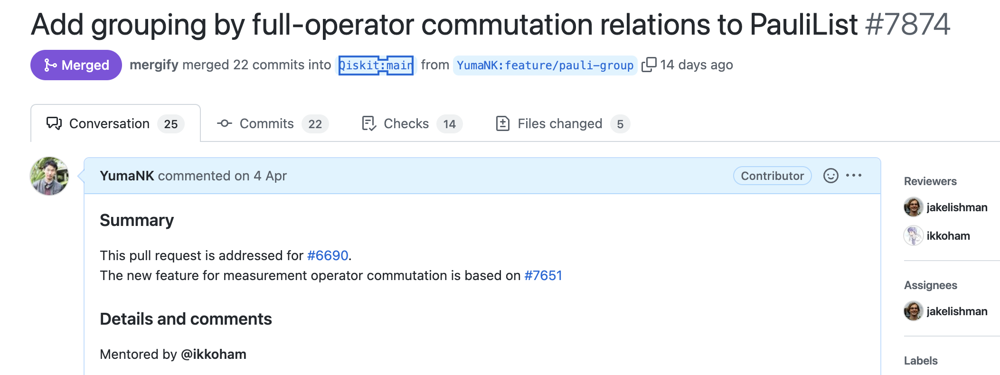 Add grouping by full-operator commutation relations to PauliList #7874
Merged mergify merged 22 commits into Qiskit:main from YumaNK:feature/pauli-group 14 days ago
Conversation 25 Commits 22 Checks 14 Files changed 5
YumaNK commented on 4 Apr Contributor
Summary
This pull request is addressed for #6690.
The new feature for measurement operator commutation is based on #7651
Details and comments
Mentored by @ikkoham
Reviewers
jakelishman
ikkoham
Assignees
jakelishman
Labels